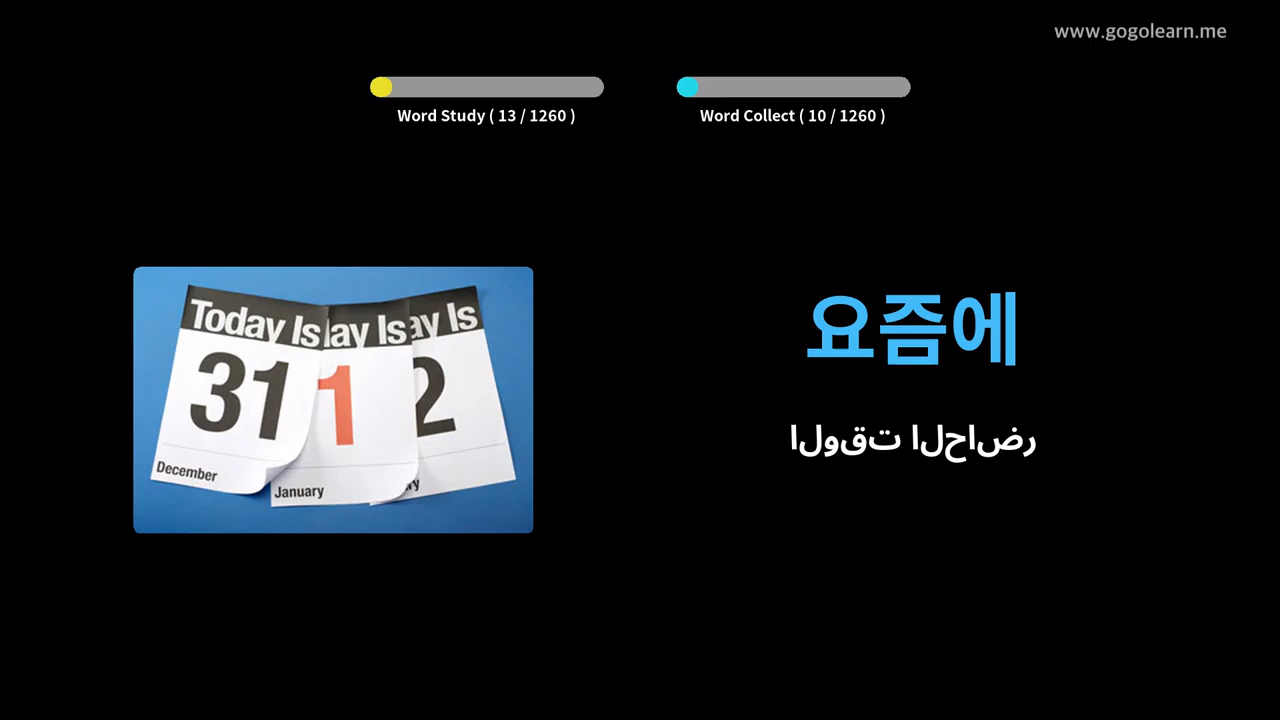 www.gogolearn.me
Word Study ( 13 / 1260 )
Word Collect ( 10 / 1260 )
Today Is ay Is ay Is
31 1 2
December
January
ry
요즘에
الوقت الحاضر